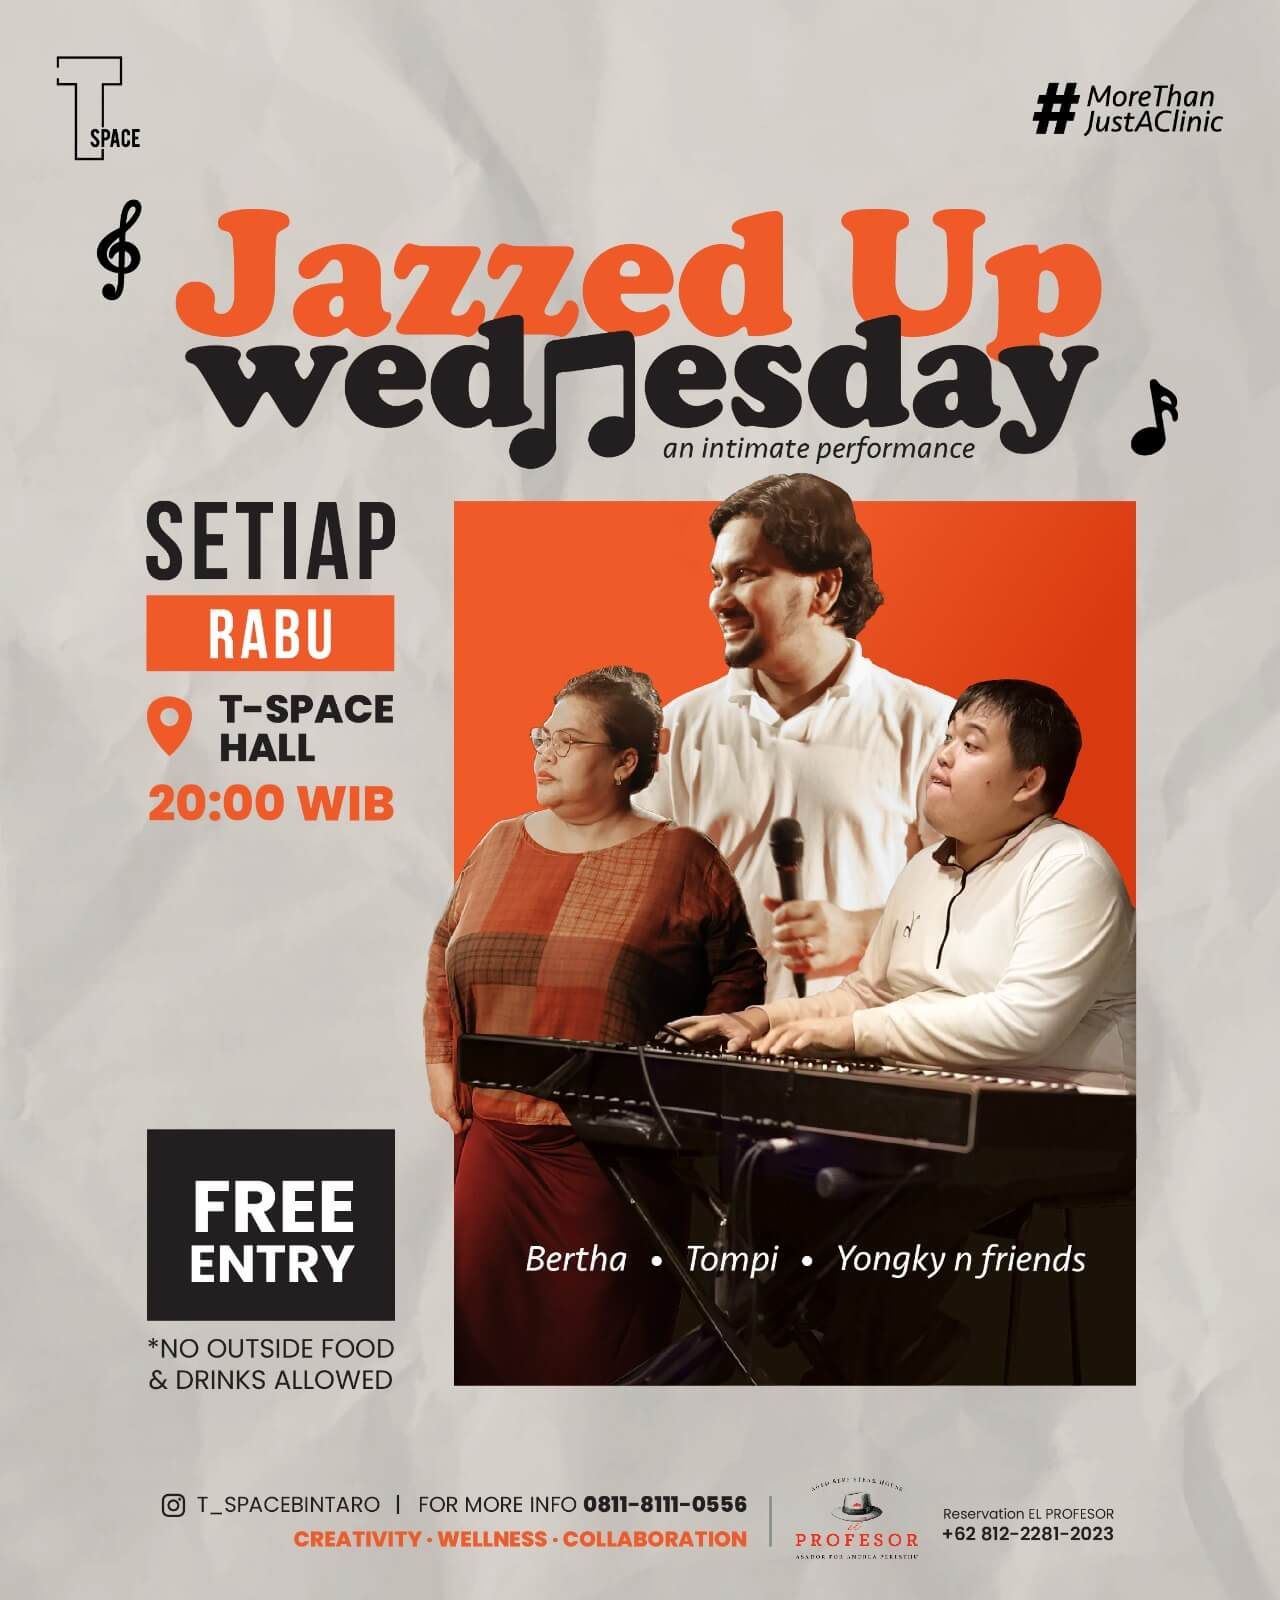 T
SPACE
#MoreThan
JustAClinic
Jazzed Up
wednesday
an intimate performance
SETIAP
RABU
T-SPACE
HALL
20:00 WIB
FREE
ENTRY
*NO OUTSIDE FOOD
& DRINKS ALLOWED
Bertha • Tompi • Yongky n friends
T_SPACEBINTARO | FOR MORE INFO 0811-8111-0556
CREATIVITY · WELLNESS · COLLABORATION
el
PROFESOR
Reservation EL PROFESOR
+62 812-2281-2023